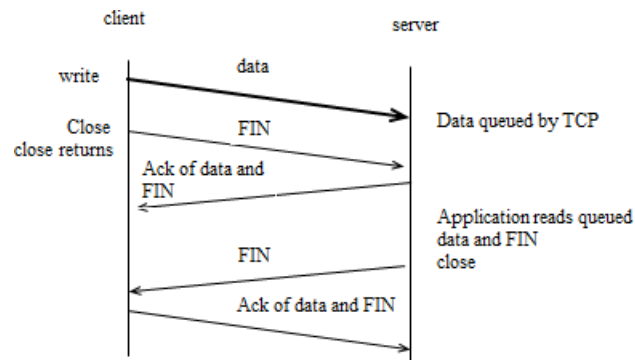 client
server
write
data
Data queued by TCP
Close
close returns
FIN
Ack of data and
FIN
Application reads queued
data and FIN
close
FIN
Ack of data and FIN